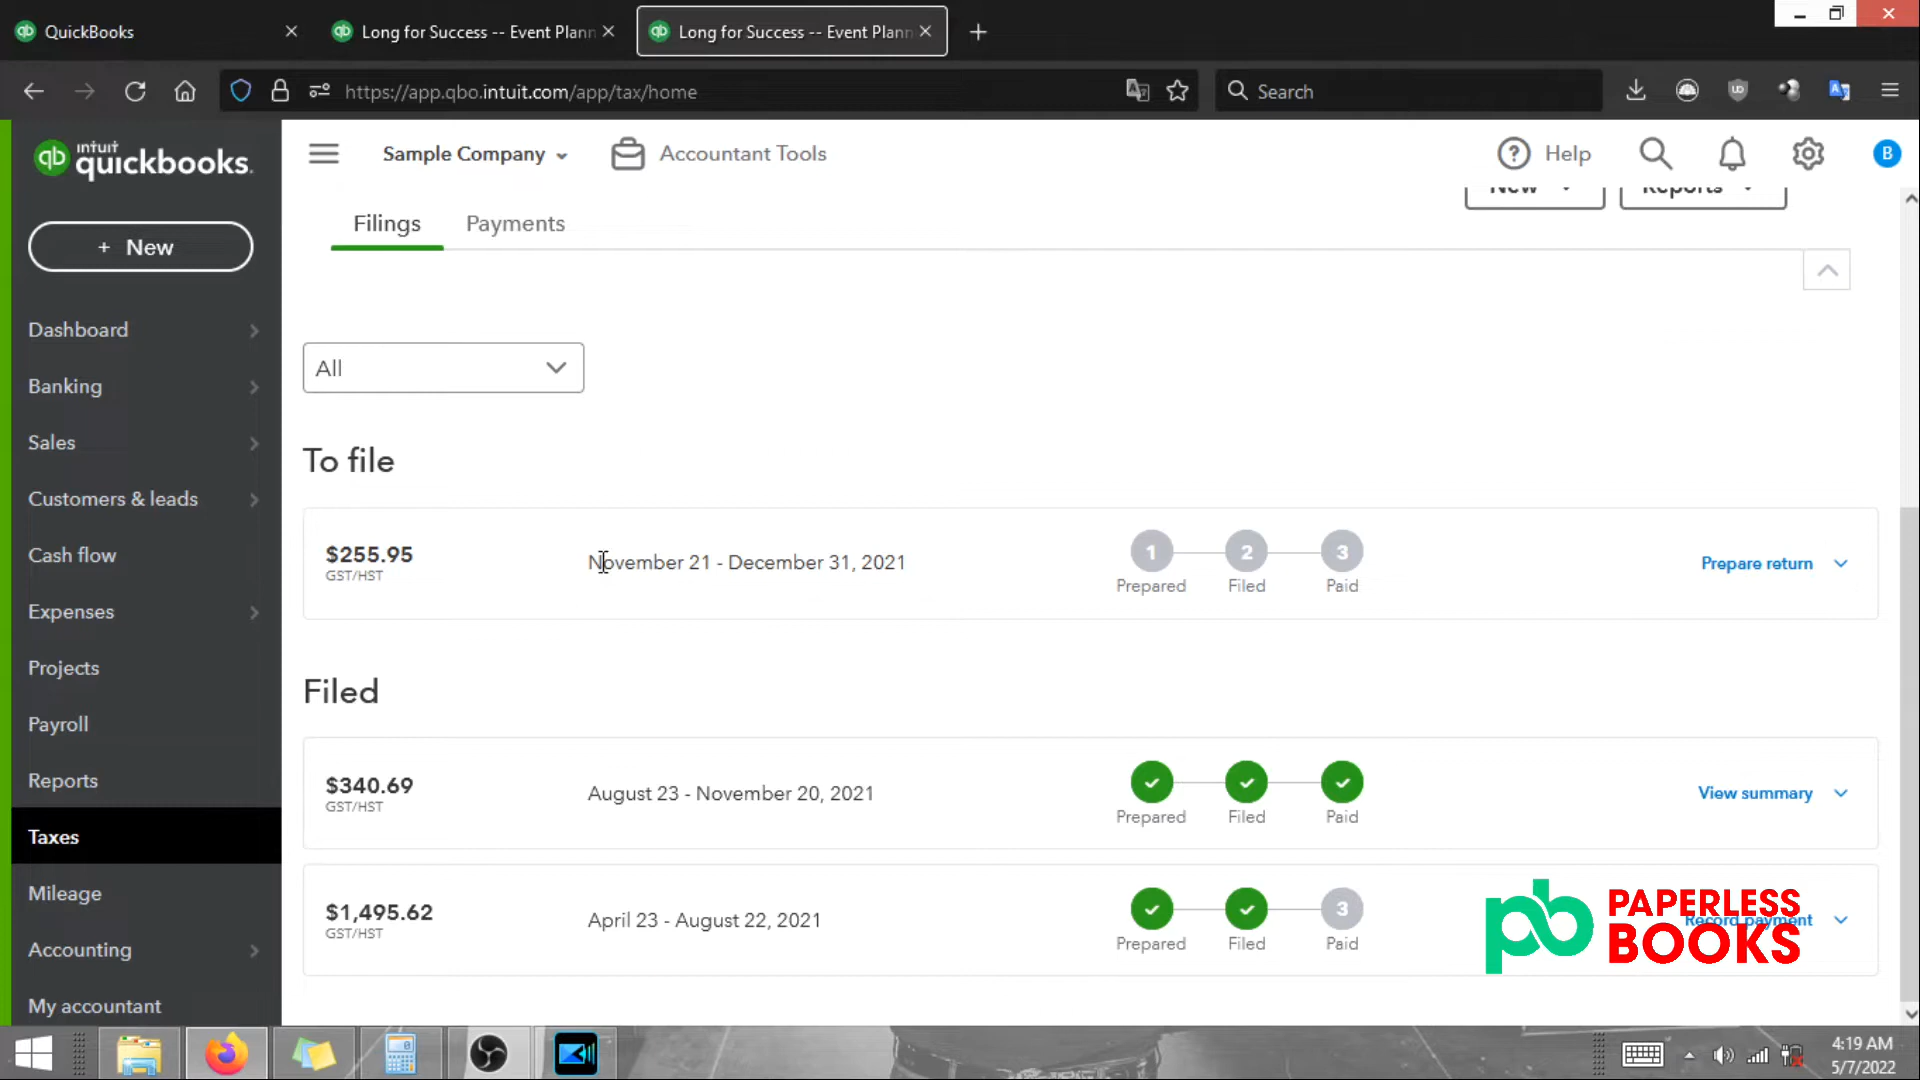 QuickBooks
Long for Success -- Event Plann
Long for Success -- Event Plann
https://app.qbo.intuit.com/app/tax/home
Search
intuit
quickbooks.
Sample Company
Accountant Tools
Help
B
New
Reports
Filings
Payments
+ New
Dashboard
Banking
Sales
Customers & leads
Cash flow
Expenses
Projects
Payroll
Reports
Taxes
Mileage
Accounting
My accountant
All
To file
$255.95
GST/HST
November 21 - December 31, 2021
1
2
3
Prepared
Filed
Paid
Prepare return
Filed
$340.69
GST/HST
August 23 - November 20, 2021
Prepared
Filed
Paid
View summary
$1,495.62
GST/HST
April 23 - August 22, 2021
3
Prepared
Filed
Paid
Record payment
pb
PAPERLESS
BOOKS
4:19 AM
5/7/2022